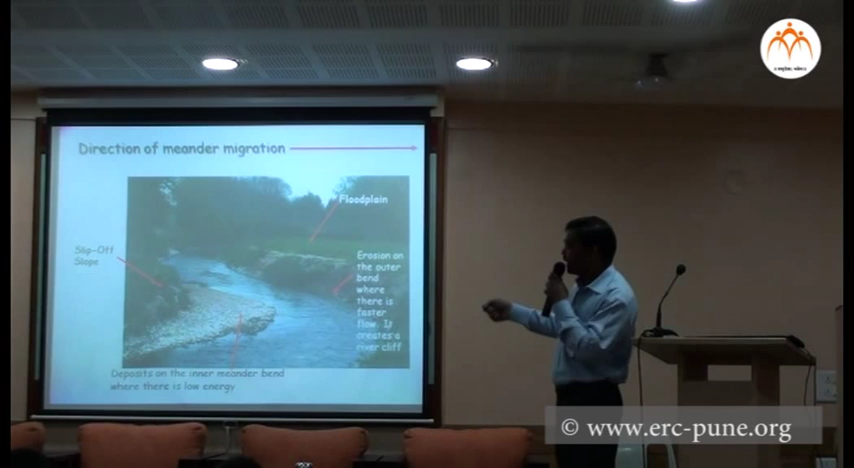 Direction of meander migration
Floodplain
Slip-Off
Slope
Erosion on
the outer
bend
where
there is
faster
flow. It
creates a
river cliff
Deposits on the inner meander bend
where there is low energy
© www.erc-pune.org